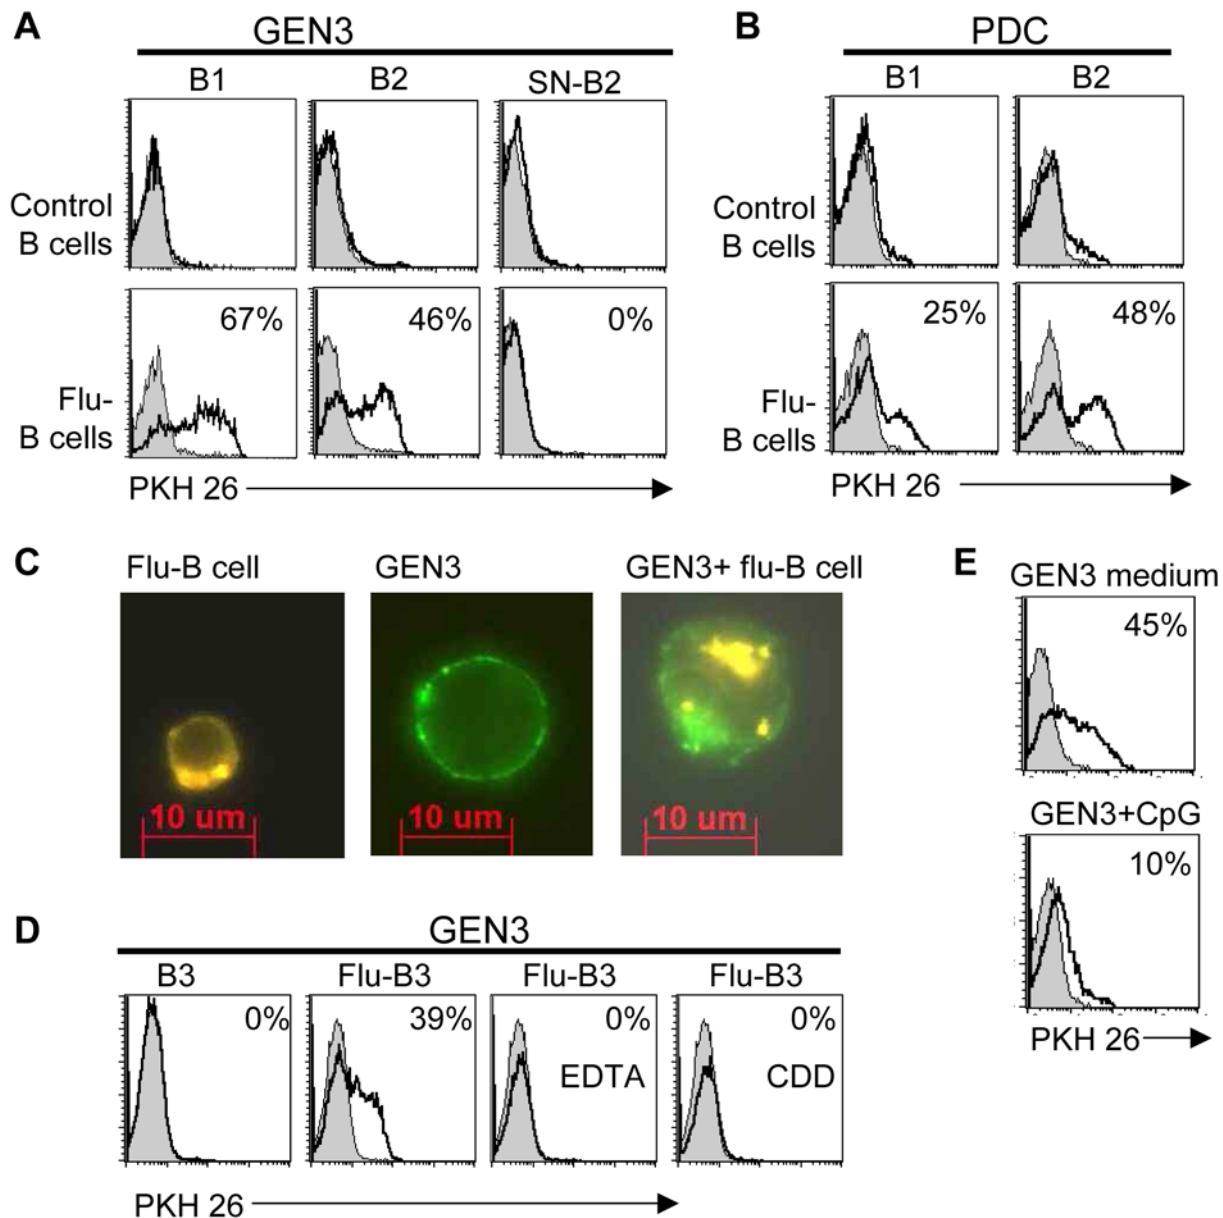 A
GEN3
B1 B2 SN-B2
Control
B cells
67% 46% 0%
Flu-
B cells
PKH 26
B
PDC
B1 B2
Control
B cells
25% 48%
Flu-
B cells
PKH 26
C
Flu-B cell GEN3 GEN3+ flu-B cell
10 um 10 um 10 um
D
GEN3
B3 Flu-B3 Flu-B3 Flu-B3
0% 39% 0% 0%
EDTA CDD
PKH 26
E
GEN3 medium
45%
GEN3+CpG
10%
PKH 26